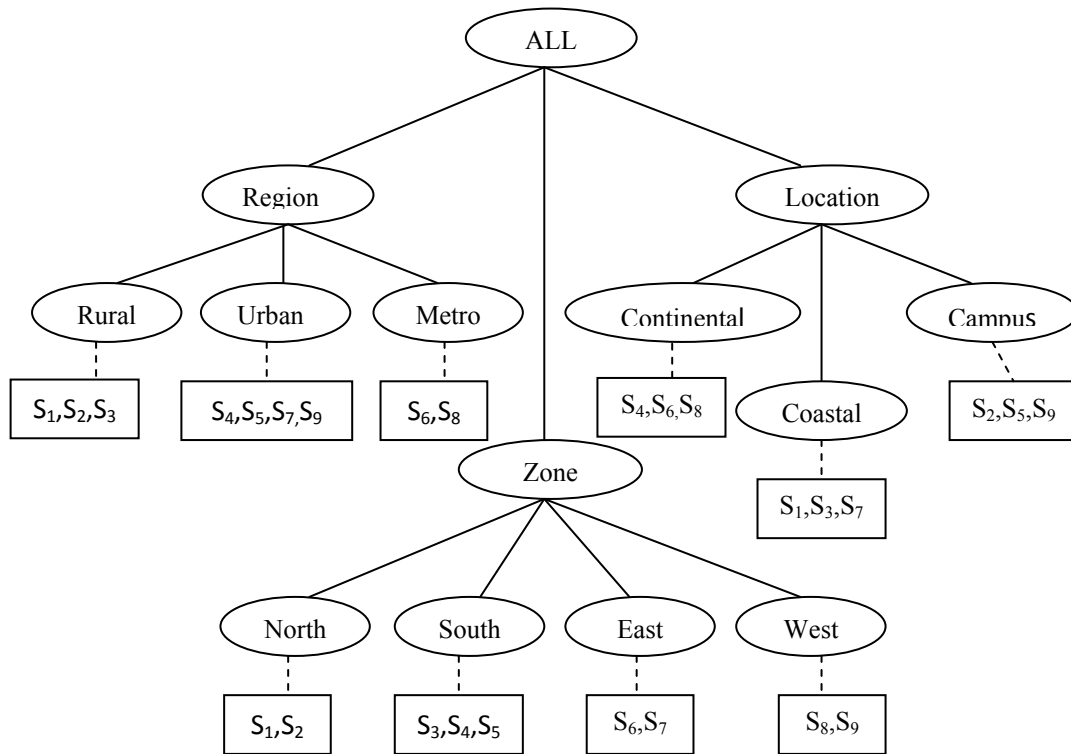 ALL
Region
Location
Rural
Urban
Metro
Continental
Campus
S₁,S₂,S₃
S₄,S₅,S₇,S₉
S₆,S₈
S₄,S₆,S₈
Coastal
S₂,S₅,S₉
Zone
S₁,S₃,S₇
North
South
East
West
S₁,S₂
S₃,S₄,S₅
S₆,S₇
S₈,S₉